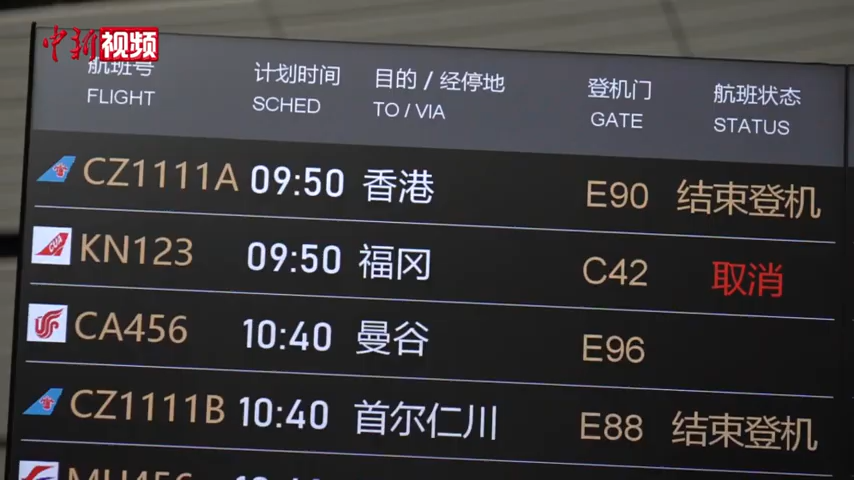 中新视频
航班号 计划时间 目的/经停地 登机门 航班状态
FLIGHT SCHED TO/VIA GATE STATUS
CZ1111A 09:50 香港 E90 结束登机
KN123 09:50 福冈 C42 取消
CA456 10:40 曼谷 E96
CZ1111B 10:40 首尔仁川 E88 结束登机
MU456